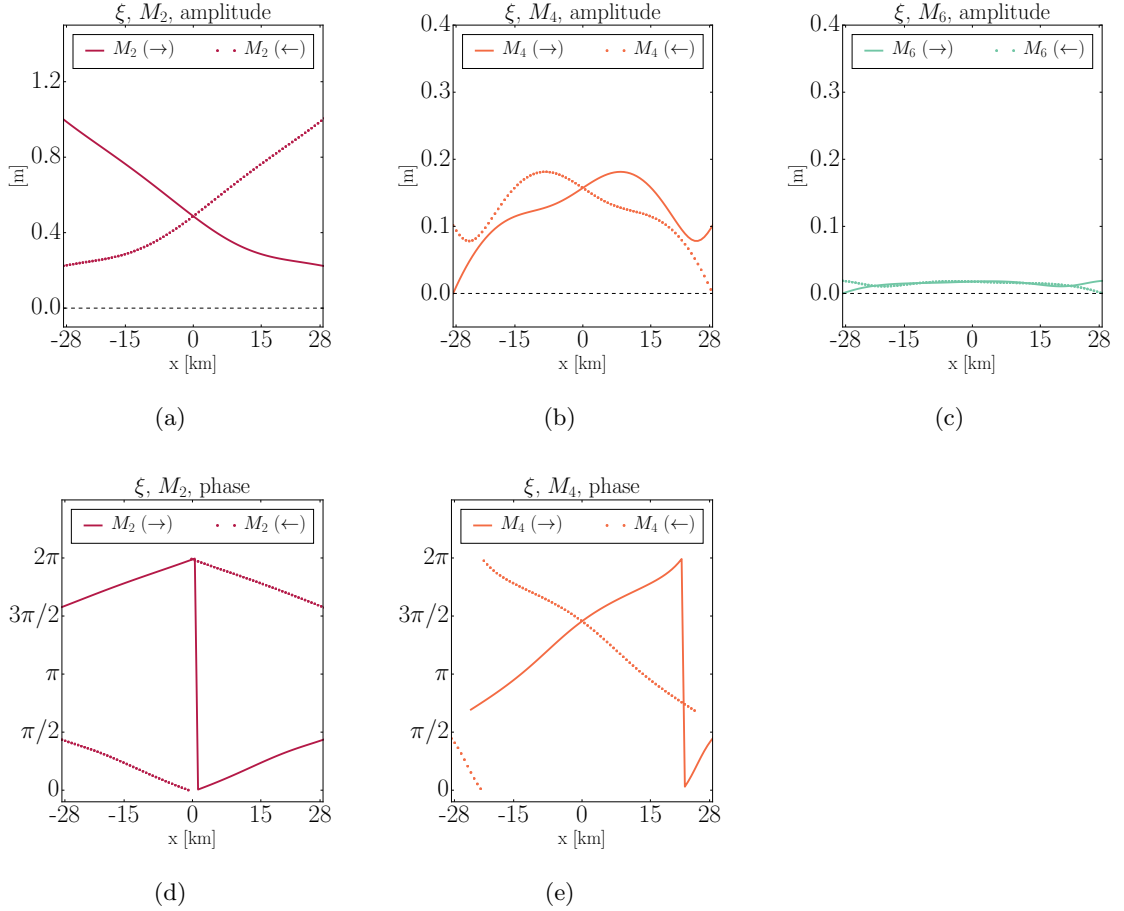 ξ, M₂, amplitude
M₂ (→) M₂ (←)
1.2
0.8
0.4
0.0
[m]
-28 -15 0 15 28
x [km]
(a)
ξ, M₄, amplitude
M₄ (→) M₄ (←)
0.4
0.3
0.2
0.1
0.0
[m]
-28 -15 0 15 28
x [km]
(b)
ξ, M₆, amplitude
M₆ (→) M₆ (←)
0.4
0.3
0.2
0.1
0.0
[m]
-28 -15 0 15 28
x [km]
(c)
ξ, M₂, phase
M₂ (→) M₂ (←)
2π
3π/2
π
π/2
0
-28 -15 0 15 28
x [km]
(d)
ξ, M₄, phase
M₄ (→) M₄ (←)
2π
3π/2
π
π/2
0
-28 -15 0 15 28
x [km]
(e)